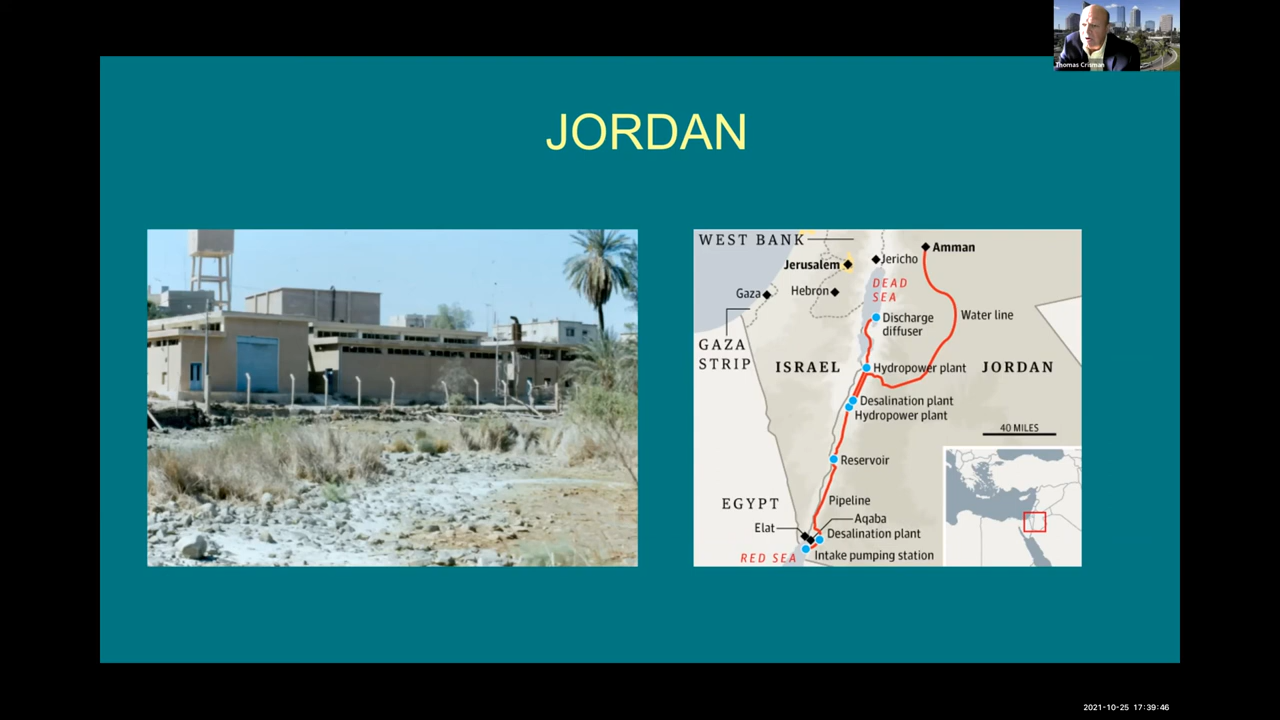 Thomas Crisman
JORDAN
WEST BANK
Amman
Jerusalem
Jericho
Gaza
Hebron
DEAD
SEA
Discharge
diffuser
Water line
GAZA
STRIP
ISRAEL
Hydropower plant
JORDAN
Desalination plant
Hydropower plant
40 MILES
Reservoir
EGYPT
Pipeline
Elat
Aqaba
Desalination plant
RED SEA
Intake pumping station
2021-10-25 17:39:46